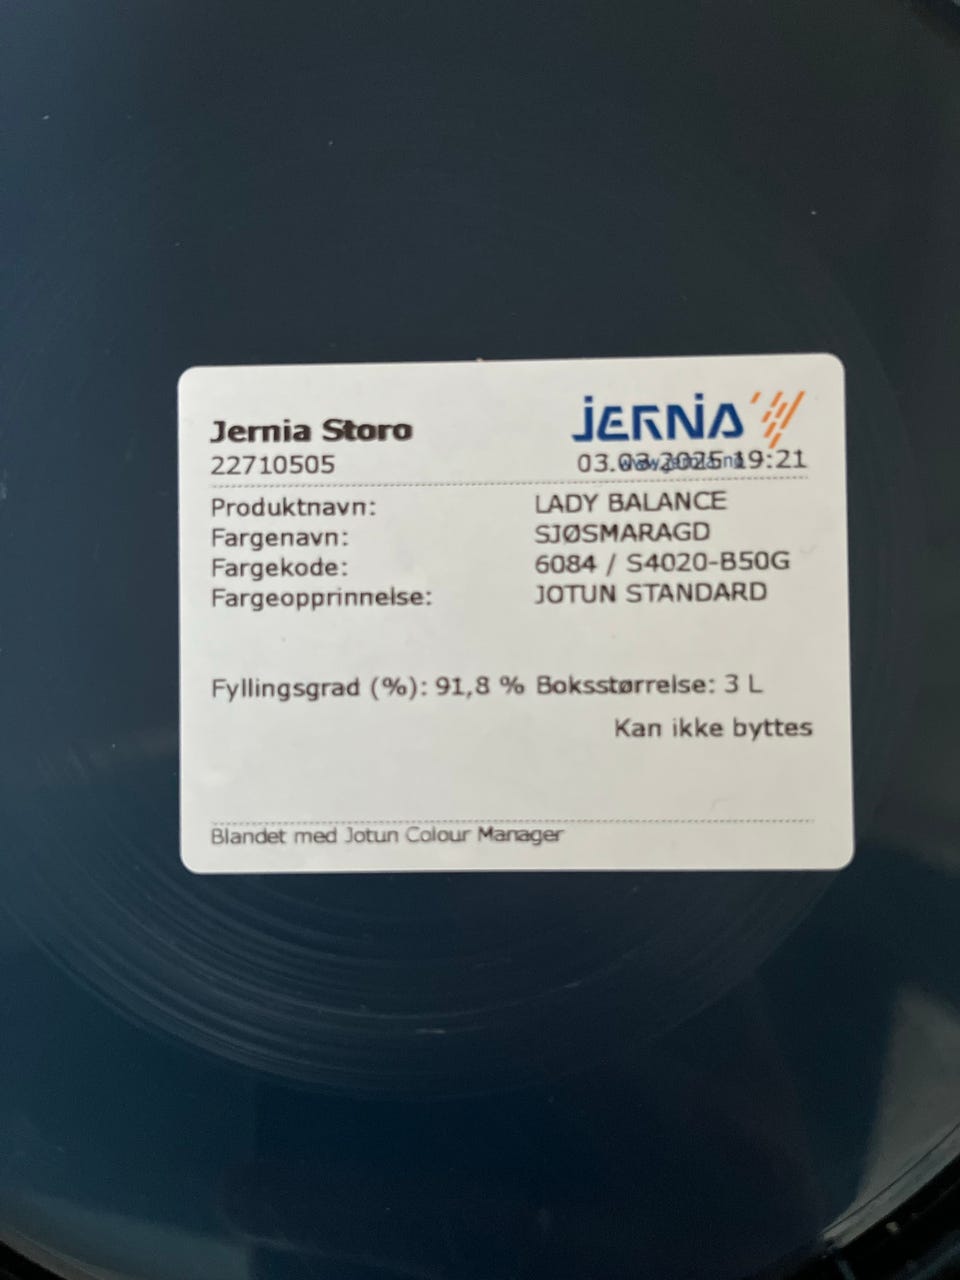 Jernia Storo
JERNIA
22710505
03.03.2025 19:21
Produktnavn: LADY BALANCE
Fargenavn: SJØSMARAGD
Fargekode: 6084 / S4020-B50G
Fargeopprinnelse: JOTUN STANDARD
Fyllingsgrad (%): 91,8 % Boksstørrelse: 3 L
Kan ikke byttes
Blandet med Jotun Colour Manager